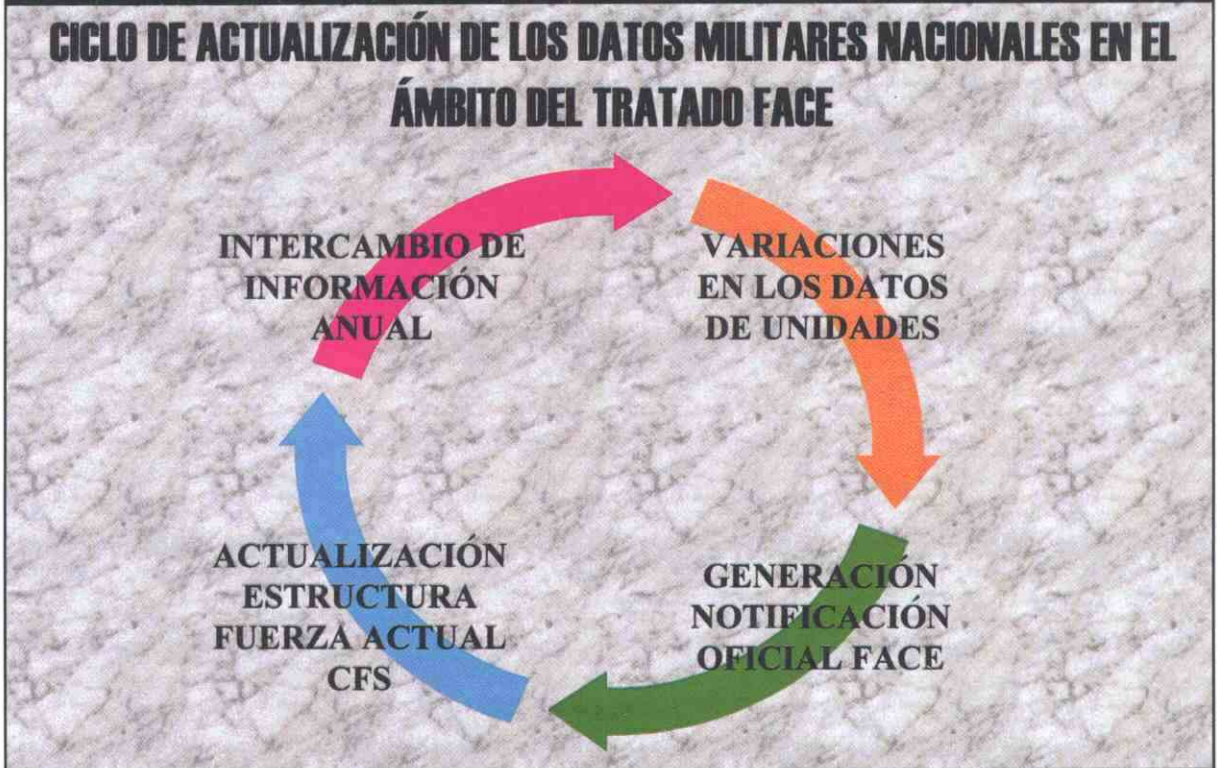 CICLO DE ACTUALIZACIÓN DE LOS DATOS MILITARES NACIONALES EN EL
ÁMBITO DEL TRATADO FACE
INTERCAMBIO DE
INFORMACIÓN
ANUAL
VARIACIONES
EN LOS DATOS
DE UNIDADES
GENERACIÓN
NOTIFICACIÓN
OFICIAL FACE
ACTUALIZACIÓN
ESTRUCTURA
FUERZA ACTUAL
CFS